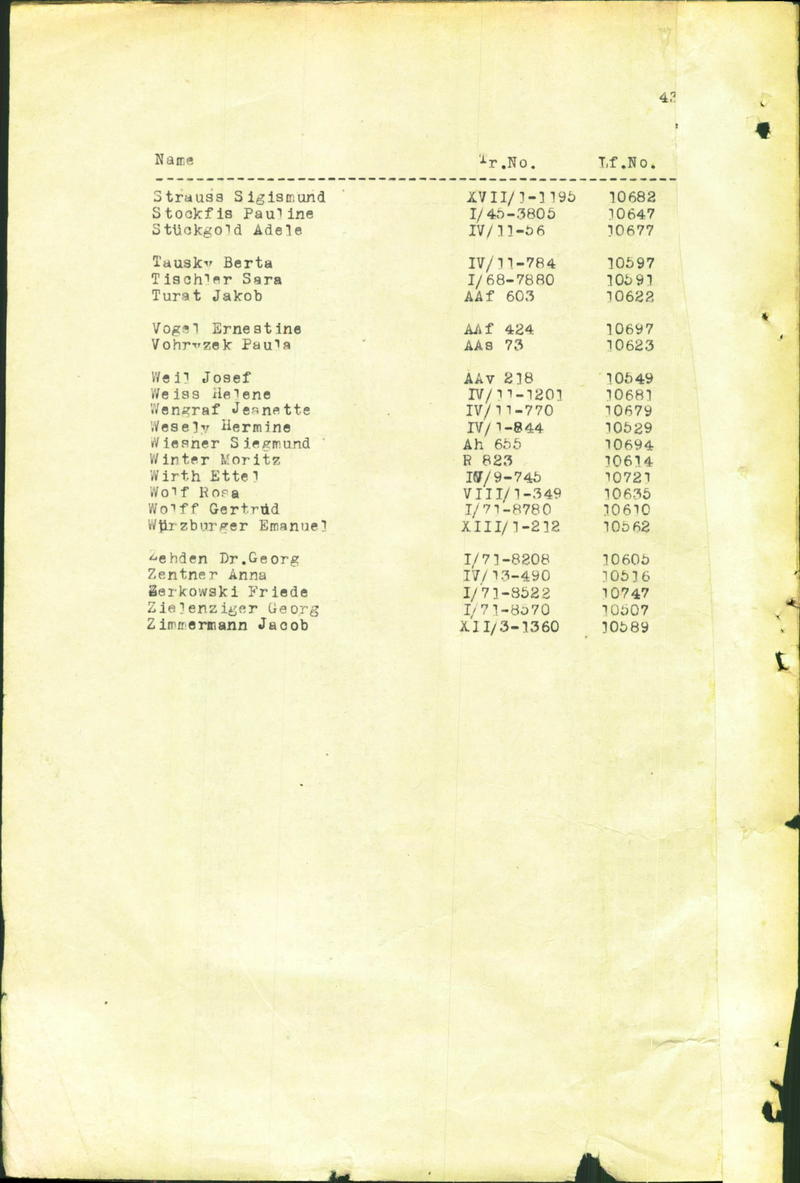 43
Name Tr.No. Lf.No.
Strauss Sigismund XVII/1-1195 10682
Stockfis Pauline I/45-3805 10647
Stückgold Adele IV/11-56 10677
Tausky Berta IV/11-784 10597
Tischler Sara I/68-7880 10591
Turat Jakob AAf 603 10622
Vogel Ernestine AAf 424 10697
Vohryzek Paula AAs 73 10623
Weil Josef AAv 218 10549
Weiss Helene IV/11-1201 10681
Wengraf Jeanette IV/11-770 10679
Wesely Hermine IV/1-844 10529
Wiesner Siegmund Ah 655 10694
Winter Moritz R 823 10614
Wirth Ettel IV/9-745 10721
Wolf Rosa VIII/1-349 10635
Wolff Gertrud I/71-8780 10610
Würzburger Emanuel XIII/1-212 10562
Zehden Dr.Georg I/71-8208 10605
Zentner Anna IV/13-490 10516
Zerkowski Friede I/71-8522 10747
Zielenziger Georg I/71-8570 10507
Zimmermann Jacob XII/3-1360 10589